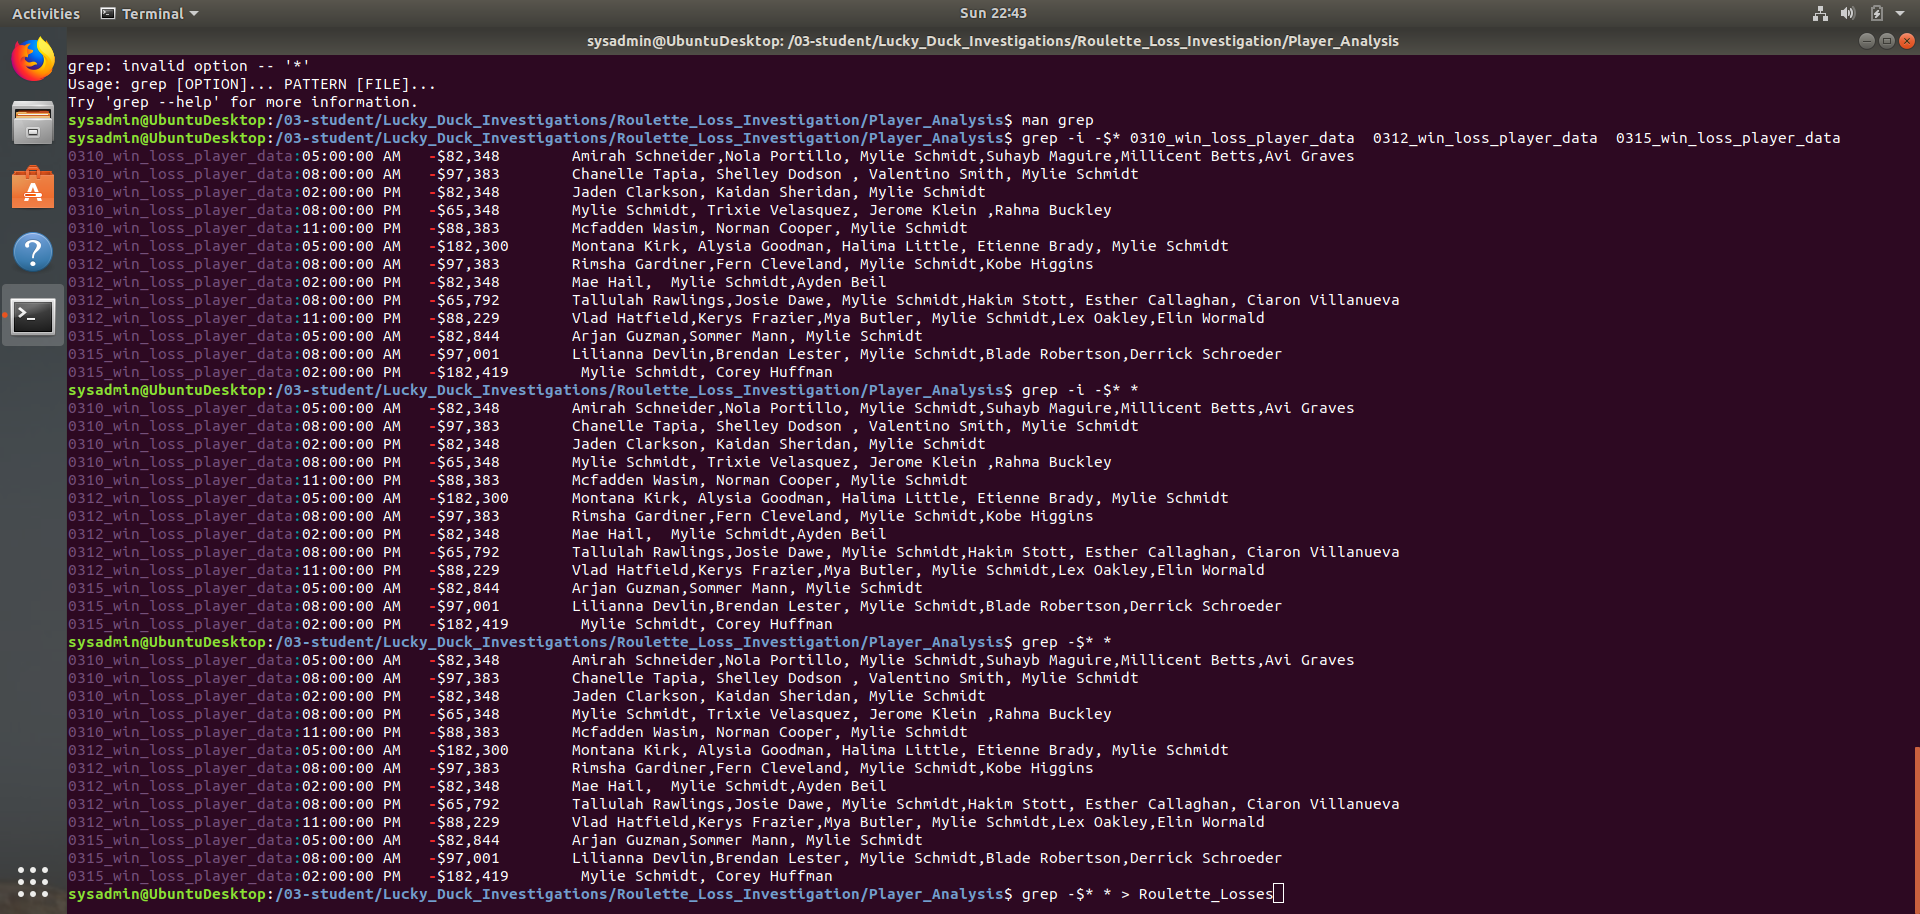 Activities Terminal Sun 22:43
sysadmin@UbuntuDesktop: /03-student/Lucky_Duck_Investigations/Roulette_Loss_Investigation/Player_Analysis
grep: invalid option -- '*'
Usage: grep [OPTION]... PATTERN [FILE]...
Try 'grep --help' for more information.
sysadmin@UbuntuDesktop:/03-student/Lucky_Duck_Investigations/Roulette_Loss_Investigation/Player_Analysis$ man grep
sysadmin@UbuntuDesktop:/03-student/Lucky_Duck_Investigations/Roulette_Loss_Investigation/Player_Analysis$ grep -i -$* 0310_win_loss_player_data  0312_win_loss_player_data  0315_win_loss_player_data
0310_win_loss_player_data:05:00:00 AM   -$82,348        Amirah Schneider,Nola Portillo, Mylie Schmidt,Suhayb Maguire,Millicent Betts,Avi Graves
0310_win_loss_player_data:08:00:00 AM   -$97,383        Chanelle Tapia, Shelley Dodson , Valentino Smith, Mylie Schmidt
0310_win_loss_player_data:02:00:00 PM   -$82,348        Jaden Clarkson, Kaidan Sheridan, Mylie Schmidt
0310_win_loss_player_data:08:00:00 PM   -$65,348        Mylie Schmidt, Trixie Velasquez, Jerome Klein ,Rahma Buckley
0310_win_loss_player_data:11:00:00 PM   -$88,383        Mcfadden Wasim, Norman Cooper, Mylie Schmidt
0312_win_loss_player_data:05:00:00 AM   -$182,300       Montana Kirk, Alysia Goodman, Halima Little, Etienne Brady, Mylie Schmidt
0312_win_loss_player_data:08:00:00 AM   -$97,383        Rimsha Gardiner,Fern Cleveland, Mylie Schmidt,Kobe Higgins
0312_win_loss_player_data:02:00:00 PM   -$82,348        Mae Hail,  Mylie Schmidt,Ayden Beil
0312_win_loss_player_data:08:00:00 PM   -$65,792        Tallulah Rawlings,Josie Dawe, Mylie Schmidt,Hakim Stott, Esther Callaghan, Ciaron Villanueva
0312_win_loss_player_data:11:00:00 PM   -$88,229        Vlad Hatfield,Kerys Frazier,Mya Butler, Mylie Schmidt,Lex Oakley,Elin Wormald
0315_win_loss_player_data:05:00:00 AM   -$82,844        Arjan Guzman,Sommer Mann, Mylie Schmidt
0315_win_loss_player_data:08:00:00 AM   -$97,001        Lilianna Devlin,Brendan Lester, Mylie Schmidt,Blade Robertson,Derrick Schroeder
0315_win_loss_player_data:02:00:00 PM   -$182,419        Mylie Schmidt, Corey Huffman
sysadmin@UbuntuDesktop:/03-student/Lucky_Duck_Investigations/Roulette_Loss_Investigation/Player_Analysis$ grep -i -$* *
0310_win_loss_player_data:05:00:00 AM   -$82,348        Amirah Schneider,Nola Portillo, Mylie Schmidt,Suhayb Maguire,Millicent Betts,Avi Graves
0310_win_loss_player_data:08:00:00 AM   -$97,383        Chanelle Tapia, Shelley Dodson , Valentino Smith, Mylie Schmidt
0310_win_loss_player_data:02:00:00 PM   -$82,348        Jaden Clarkson, Kaidan Sheridan, Mylie Schmidt
0310_win_loss_player_data:08:00:00 PM   -$65,348        Mylie Schmidt, Trixie Velasquez, Jerome Klein ,Rahma Buckley
0310_win_loss_player_data:11:00:00 PM   -$88,383        Mcfadden Wasim, Norman Cooper, Mylie Schmidt
0312_win_loss_player_data:05:00:00 AM   -$182,300       Montana Kirk, Alysia Goodman, Halima Little, Etienne Brady, Mylie Schmidt
0312_win_loss_player_data:08:00:00 AM   -$97,383        Rimsha Gardiner,Fern Cleveland, Mylie Schmidt,Kobe Higgins
0312_win_loss_player_data:02:00:00 PM   -$82,348        Mae Hail,  Mylie Schmidt,Ayden Beil
0312_win_loss_player_data:08:00:00 PM   -$65,792        Tallulah Rawlings,Josie Dawe, Mylie Schmidt,Hakim Stott, Esther Callaghan, Ciaron Villanueva
0312_win_loss_player_data:11:00:00 PM   -$88,229        Vlad Hatfield,Kerys Frazier,Mya Butler, Mylie Schmidt,Lex Oakley,Elin Wormald
0315_win_loss_player_data:05:00:00 AM   -$82,844        Arjan Guzman,Sommer Mann, Mylie Schmidt
0315_win_loss_player_data:08:00:00 AM   -$97,001        Lilianna Devlin,Brendan Lester, Mylie Schmidt,Blade Robertson,Derrick Schroeder
0315_win_loss_player_data:02:00:00 PM   -$182,419        Mylie Schmidt, Corey Huffman
sysadmin@UbuntuDesktop:/03-student/Lucky_Duck_Investigations/Roulette_Loss_Investigation/Player_Analysis$ grep -$* *
0310_win_loss_player_data:05:00:00 AM   -$82,348        Amirah Schneider,Nola Portillo, Mylie Schmidt,Suhayb Maguire,Millicent Betts,Avi Graves
0310_win_loss_player_data:08:00:00 AM   -$97,383        Chanelle Tapia, Shelley Dodson , Valentino Smith, Mylie Schmidt
0310_win_loss_player_data:02:00:00 PM   -$82,348        Jaden Clarkson, Kaidan Sheridan, Mylie Schmidt
0310_win_loss_player_data:08:00:00 PM   -$65,348        Mylie Schmidt, Trixie Velasquez, Jerome Klein ,Rahma Buckley
0310_win_loss_player_data:11:00:00 PM   -$88,383        Mcfadden Wasim, Norman Cooper, Mylie Schmidt
0312_win_loss_player_data:05:00:00 AM   -$182,300       Montana Kirk, Alysia Goodman, Halima Little, Etienne Brady, Mylie Schmidt
0312_win_loss_player_data:08:00:00 AM   -$97,383        Rimsha Gardiner,Fern Cleveland, Mylie Schmidt,Kobe Higgins
0312_win_loss_player_data:02:00:00 PM   -$82,348        Mae Hail,  Mylie Schmidt,Ayden Beil
0312_win_loss_player_data:08:00:00 PM   -$65,792        Tallulah Rawlings,Josie Dawe, Mylie Schmidt,Hakim Stott, Esther Callaghan, Ciaron Villanueva
0312_win_loss_player_data:11:00:00 PM   -$88,229        Vlad Hatfield,Kerys Frazier,Mya Butler, Mylie Schmidt,Lex Oakley,Elin Wormald
0315_win_loss_player_data:05:00:00 AM   -$82,844        Arjan Guzman,Sommer Mann, Mylie Schmidt
0315_win_loss_player_data:08:00:00 AM   -$97,001        Lilianna Devlin,Brendan Lester, Mylie Schmidt,Blade Robertson,Derrick Schroeder
0315_win_loss_player_data:02:00:00 PM   -$182,419        Mylie Schmidt, Corey Huffman
sysadmin@UbuntuDesktop:/03-student/Lucky_Duck_Investigations/Roulette_Loss_Investigation/Player_Analysis$ grep -$* * > Roulette_Losses